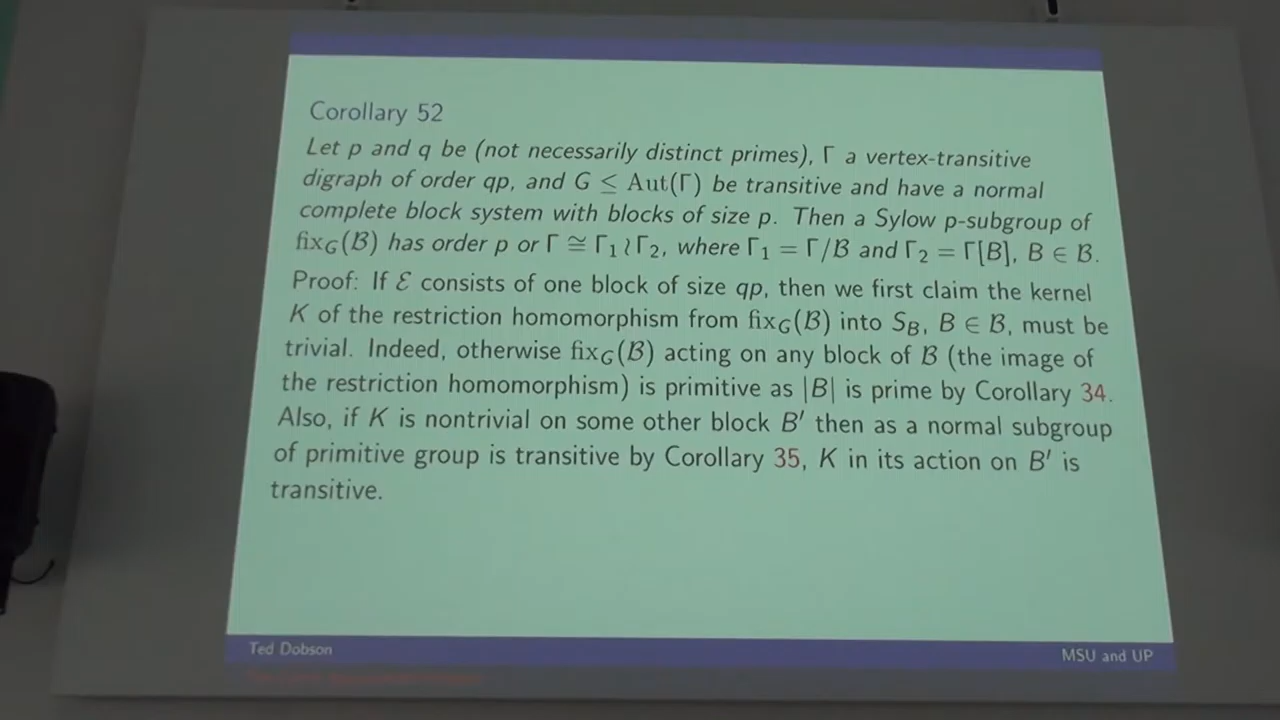 Corollary 52
Let p and q be (not necessarily distinct primes), Γ a vertex-transitive
digraph of order qp, and G ≤ Aut(Γ) be transitive and have a normal
complete block system with blocks of size p. Then a Sylow p-subgroup of
fix_G(ℬ) has order p or Γ ≅ Γ₁ ≀ Γ₂, where Γ₁ = Γ/ℬ and Γ₂ = Γ[B], B ∈ ℬ.
Proof: If ℰ consists of one block of size qp, then we first claim the kernel
K of the restriction homomorphism from fix_G(ℬ) into S_B, B ∈ ℬ, must be
trivial. Indeed, otherwise fix_G(ℬ) acting on any block of ℬ (the image of
the restriction homomorphism) is primitive as |B| is prime by Corollary 34.
Also, if K is nontrivial on some other block B′ then as a normal subgroup
of primitive group is transitive by Corollary 35, K in its action on B′ is
transitive.
Ted Dobson
MSU and UP